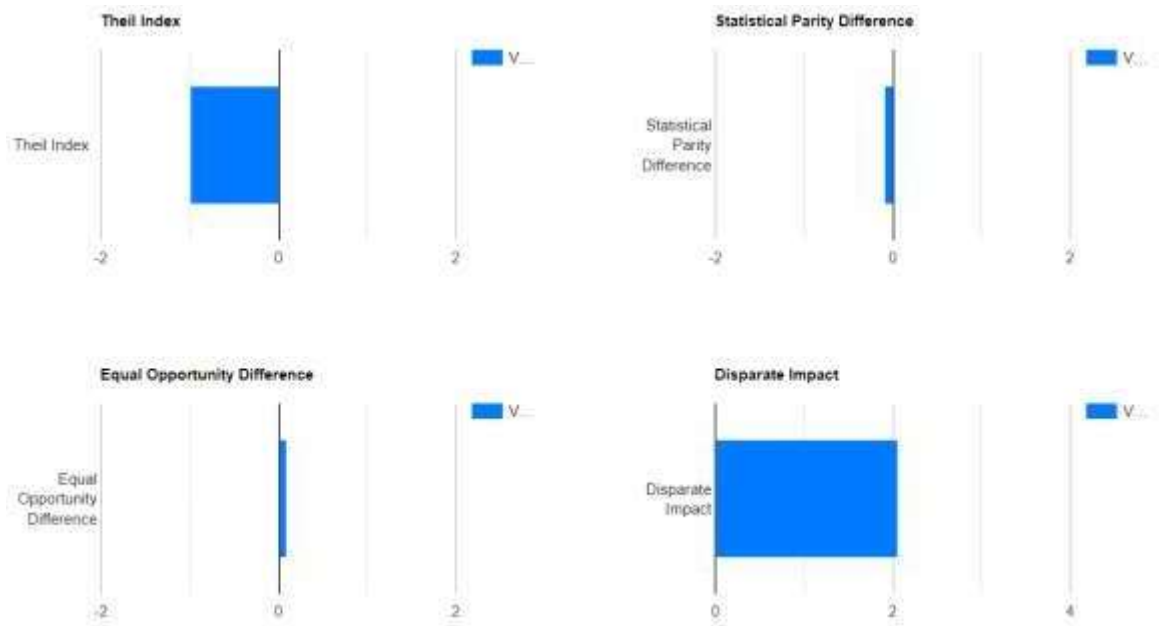 Theil Index
V...
Theil Index
-2 0 2
Statistical Parity Difference
V...
Statistical
Parity
Difference
-2 0 2
Equal Opportunity Difference
V...
Equal
Opportunity
Difference
-2 0 2
Disparate Impact
V...
Disparate
Impact
0 2 4